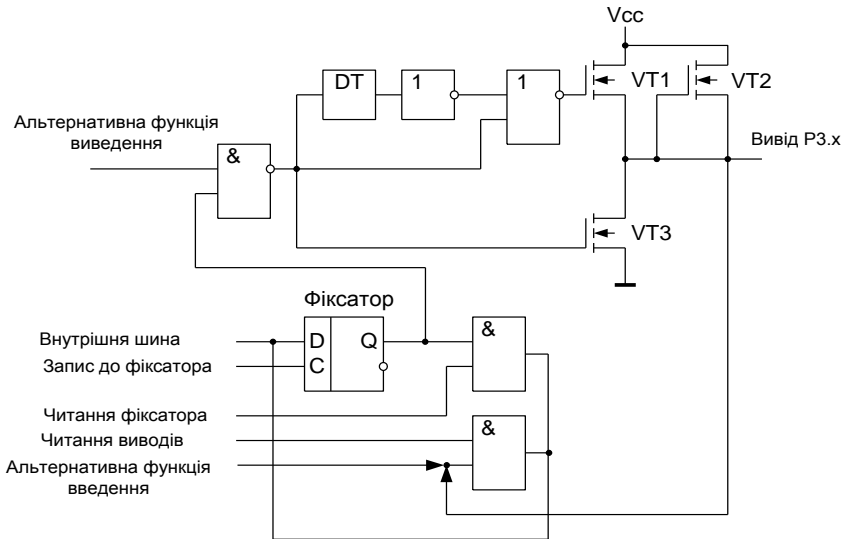 Vcc
DT
1
1
VT1
VT2
Альтернативна функція
виведення
&
Вивід P3.x
VT3
Фіксатор
Внутрішня шина
D
Q
&
Запис до фіксатора
C
Читання фіксатора
Читання виводів
&
Альтернативна функція
введення